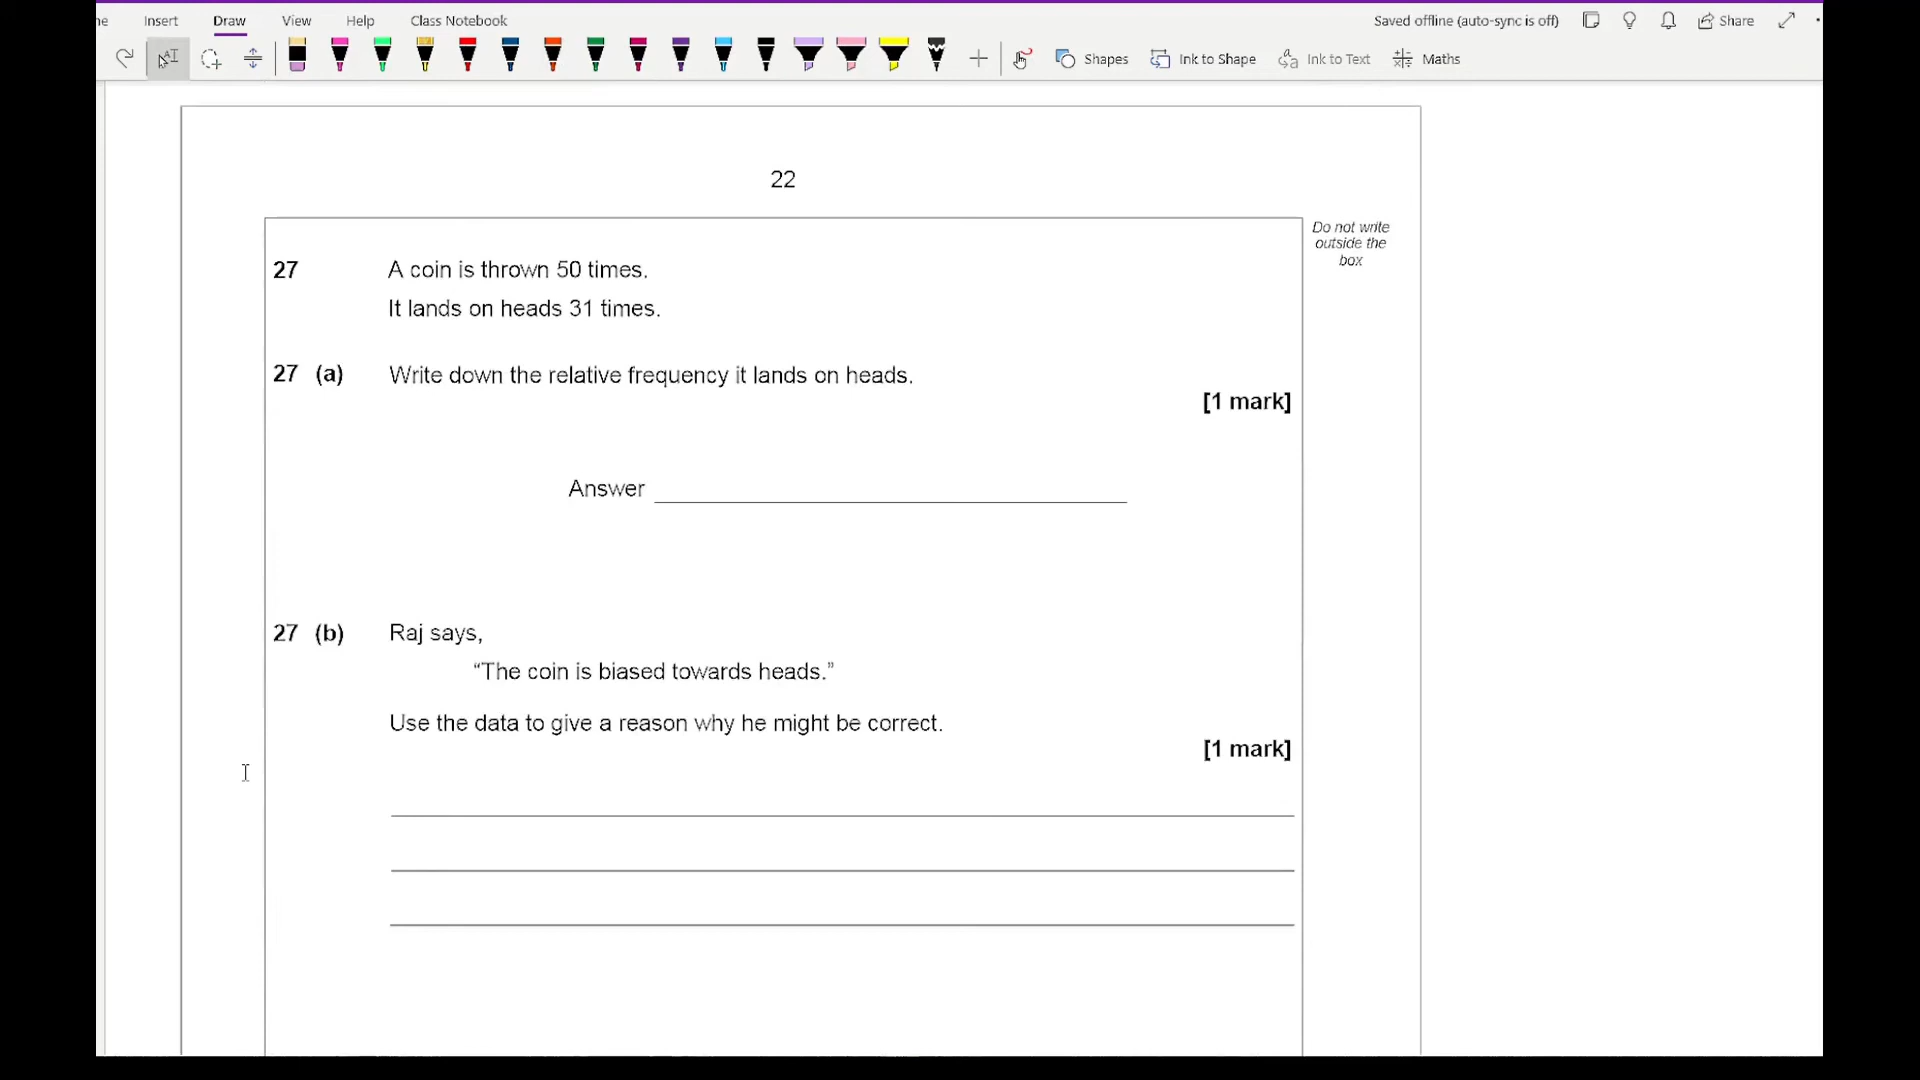 Insert Draw View Help Class Notebook Saved offline (auto-sync is off) Share
Shapes Ink to Shape Ink to Text Maths
22
Do not write
outside the
box
27 A coin is thrown 50 times.
It lands on heads 31 times.
27 (a) Write down the relative frequency it lands on heads.
[1 mark]
Answer
27 (b) Raj says,
“The coin is biased towards heads.”
Use the data to give a reason why he might be correct.
[1 mark]